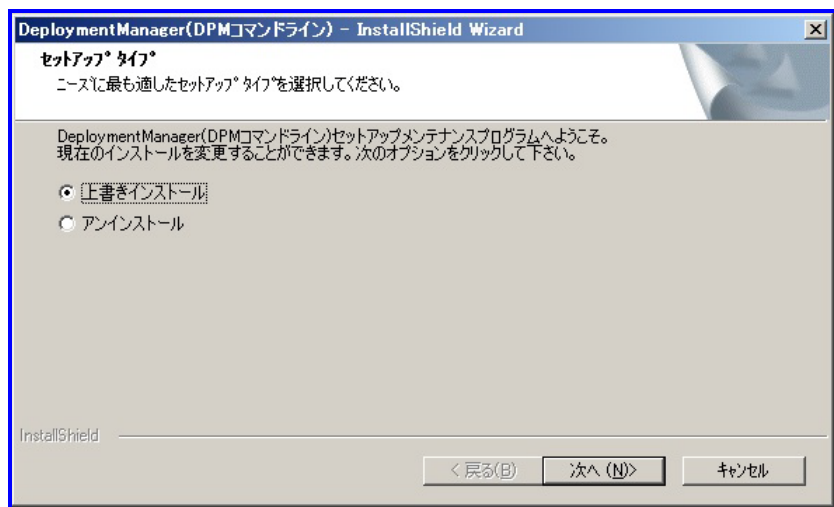 DeploymentManager(DPMコマンドライン) - InstallShield Wizard
セットアップ タイプ
ニーズに最も適したセットアップ タイプを選択してください。
DeploymentManager(DPMコマンドライン)セットアップメンテナンスプログラムへようこそ。
現在のインストールを変更することができます。次のオプションをクリックして下さい。
上書きインストール
アンインストール
InstallShield
< 戻る(B) 次へ (N)> キャンセル